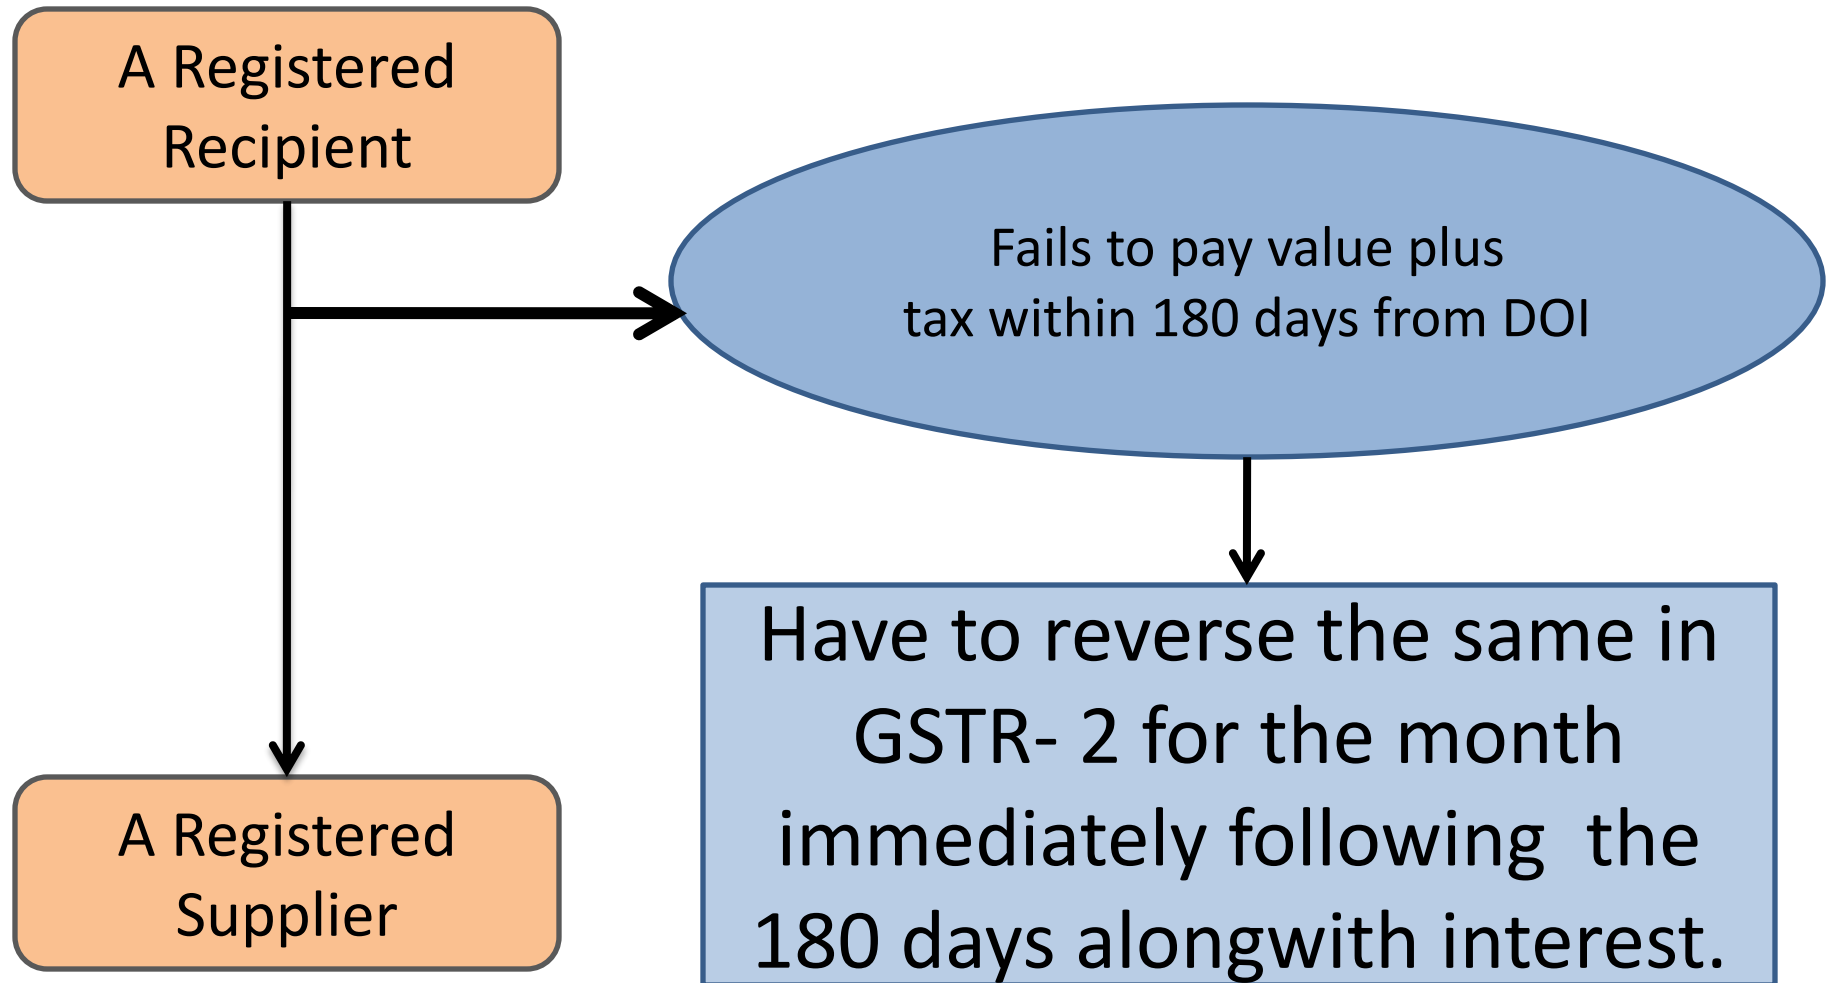 A Registered
Recipient
Fails to pay value plus
tax within 180 days from DOI
Have to reverse the same in
GSTR- 2 for the month
immediately following  the
180 days alongwith interest.
A Registered
Supplier